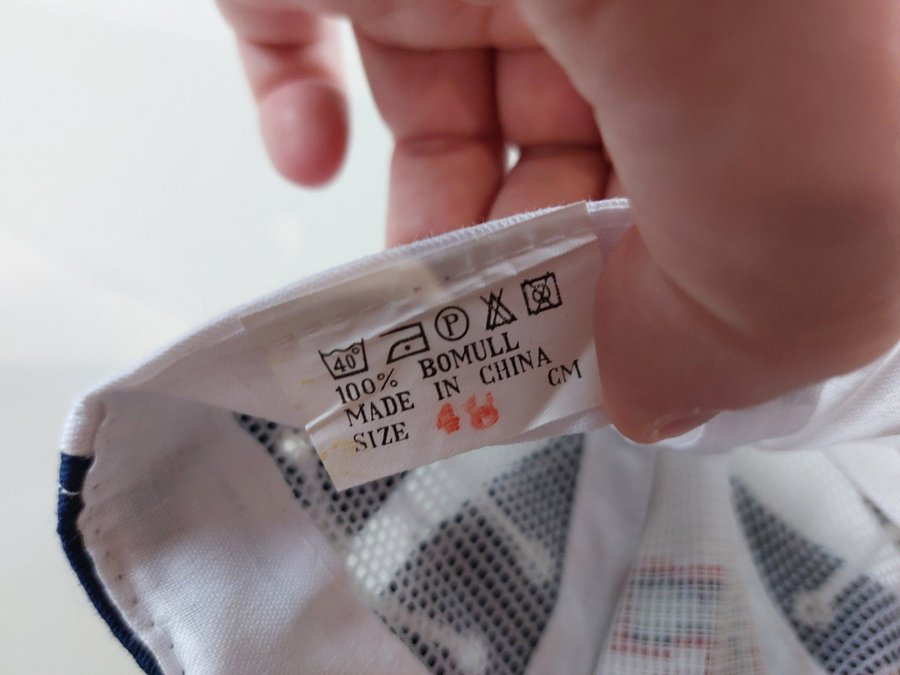 40°
P
100% BOMULL
MADE IN CHINA
SIZE 48 CM